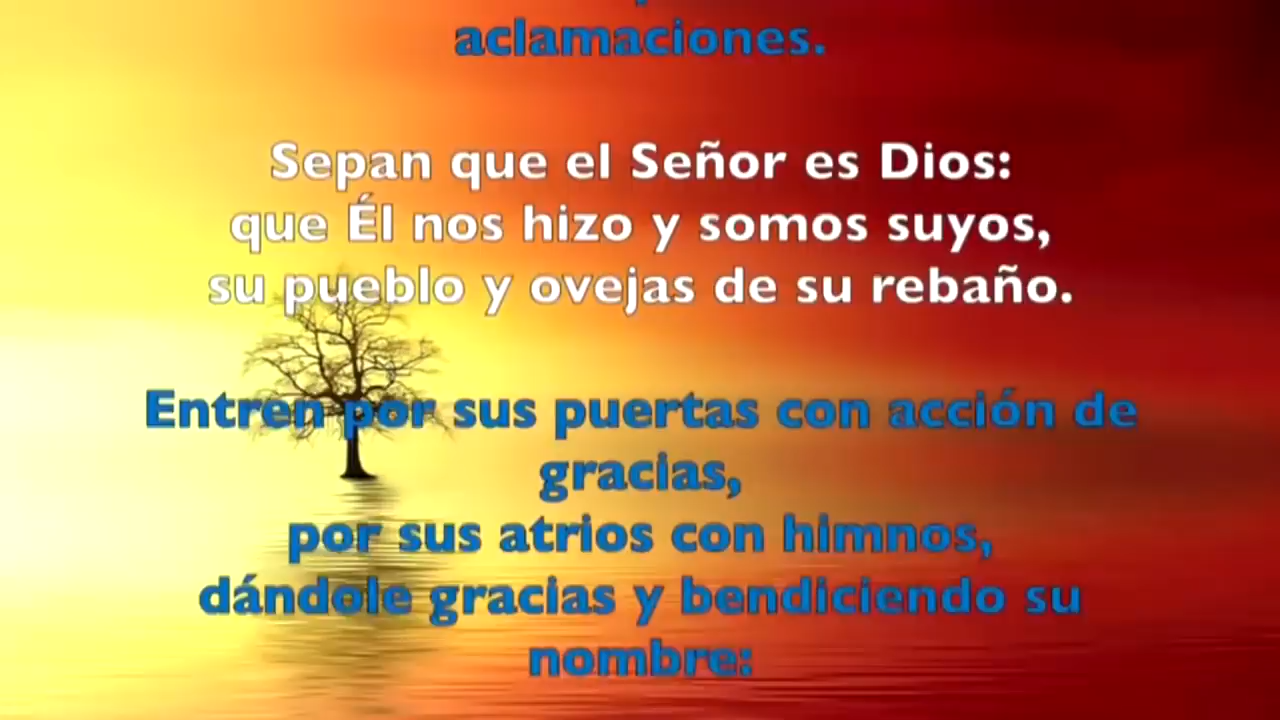 aclamaciones.
Sepan que el Señor es Dios:
que Él nos hizo y somos suyos,
su pueblo y ovejas de su rebaño.
Entren por sus puertas con acción de
gracias,
por sus atrios con himnos,
dándole gracias y bendiciendo su
nombre: